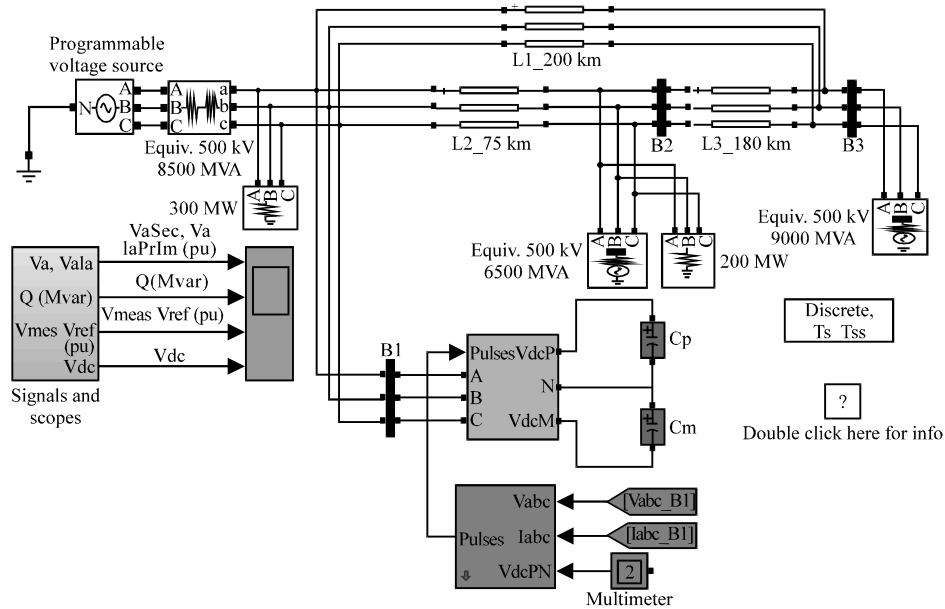 L1_200 km
Programmable
voltage source
N
A
B
C
A
B
C
a
b
c
Equiv. 500 kV
8500 MVA
L2_75 km
B2
L3_180 km
B3
A B C
300 MW
A B C
Equiv. 500 kV
6500 MVA
A B C
200 MW
A B C
Equiv. 500 kV
9000 MVA
VaSec, Va
laPrIm (pu)
Va, Vala
Q(Mvar)
Q (Mvar)
Vmeas Vref (pu)
Vmes Vref
(pu)
Vdc
Vdc
Signals and
scopes
B1
Pulses VdcP
A
B
C
N
VdcM
Cp
Cm
Discrete,
Ts Tss
?
Double click here for info
Vabc
[Vabc_B1]
Pulses
Iabc
[Iabc_B1]
VdcPN
2
Multimeter